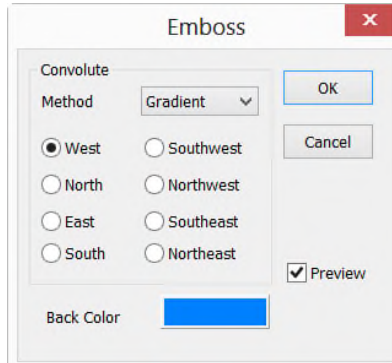 Emboss
x
Convolute
Method Gradient
OK
West Southwest
Cancel
North Northwest
East Southeast
South Northeast
Preview
Back Color